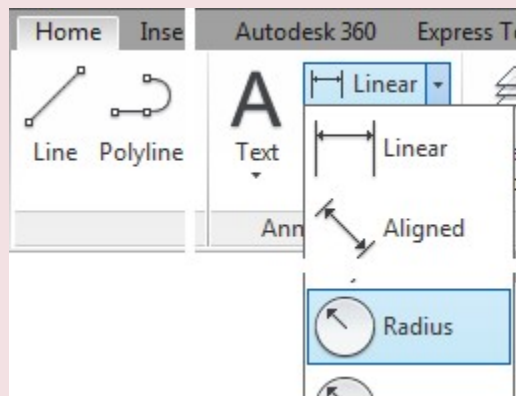 Home Inse Autodesk 360 Express T
Linear
Line Polyline Text
Linear
Ann
Aligned
Radius